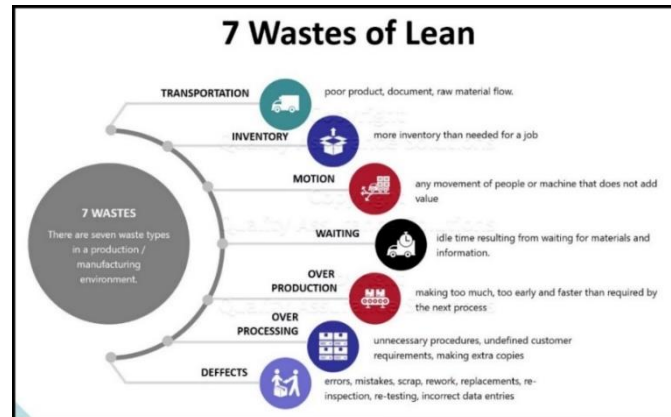 7 Wastes of Lean
TRANSPORTATION
poor product, document, raw material flow.
INVENTORY
more inventory than needed for a job
MOTION
any movement of people or machine that does not add
value
7 WASTES
There are seven waste types
in a production /
manufacturing
environment.
WAITING
idle time resulting from waiting for materials and
information.
OVER
PRODUCTION
making too much, too early and faster than required by
the next process
OVER
PROCESSING
unnecessary procedures, undefined customer
requirements, making extra copies
DEFFECTS
errors, mistakes, scrap, rework, replacements, re-
inspection, re-testing, incorrect data entries